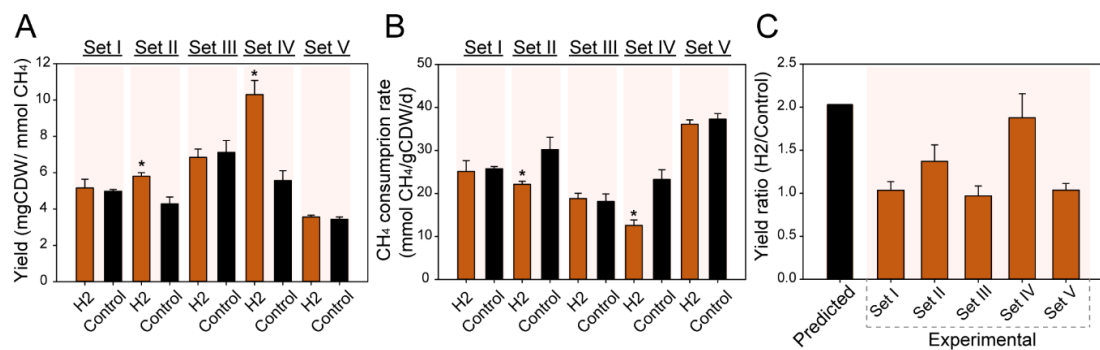 A
Set I Set II Set III Set IV Set V
Yield (mgCDW/ mmol CH₄)
12
10
8
6
4
2
0
*
*
H2 Control H2 Control H2 Control H2 Control H2 Control
B
Set I Set II Set III Set IV Set V
CH₄ consumprion rate
(mmol CH₄/gCDW/d)
50
40
30
20
10
0
*
*
H2 Control H2 Control H2 Control H2 Control H2 Control
C
Yield ratio (H2/Control)
2.5
2.0
1.5
1.0
0.5
0.0
Predicted Set I Set II Set III Set IV Set V
Experimental